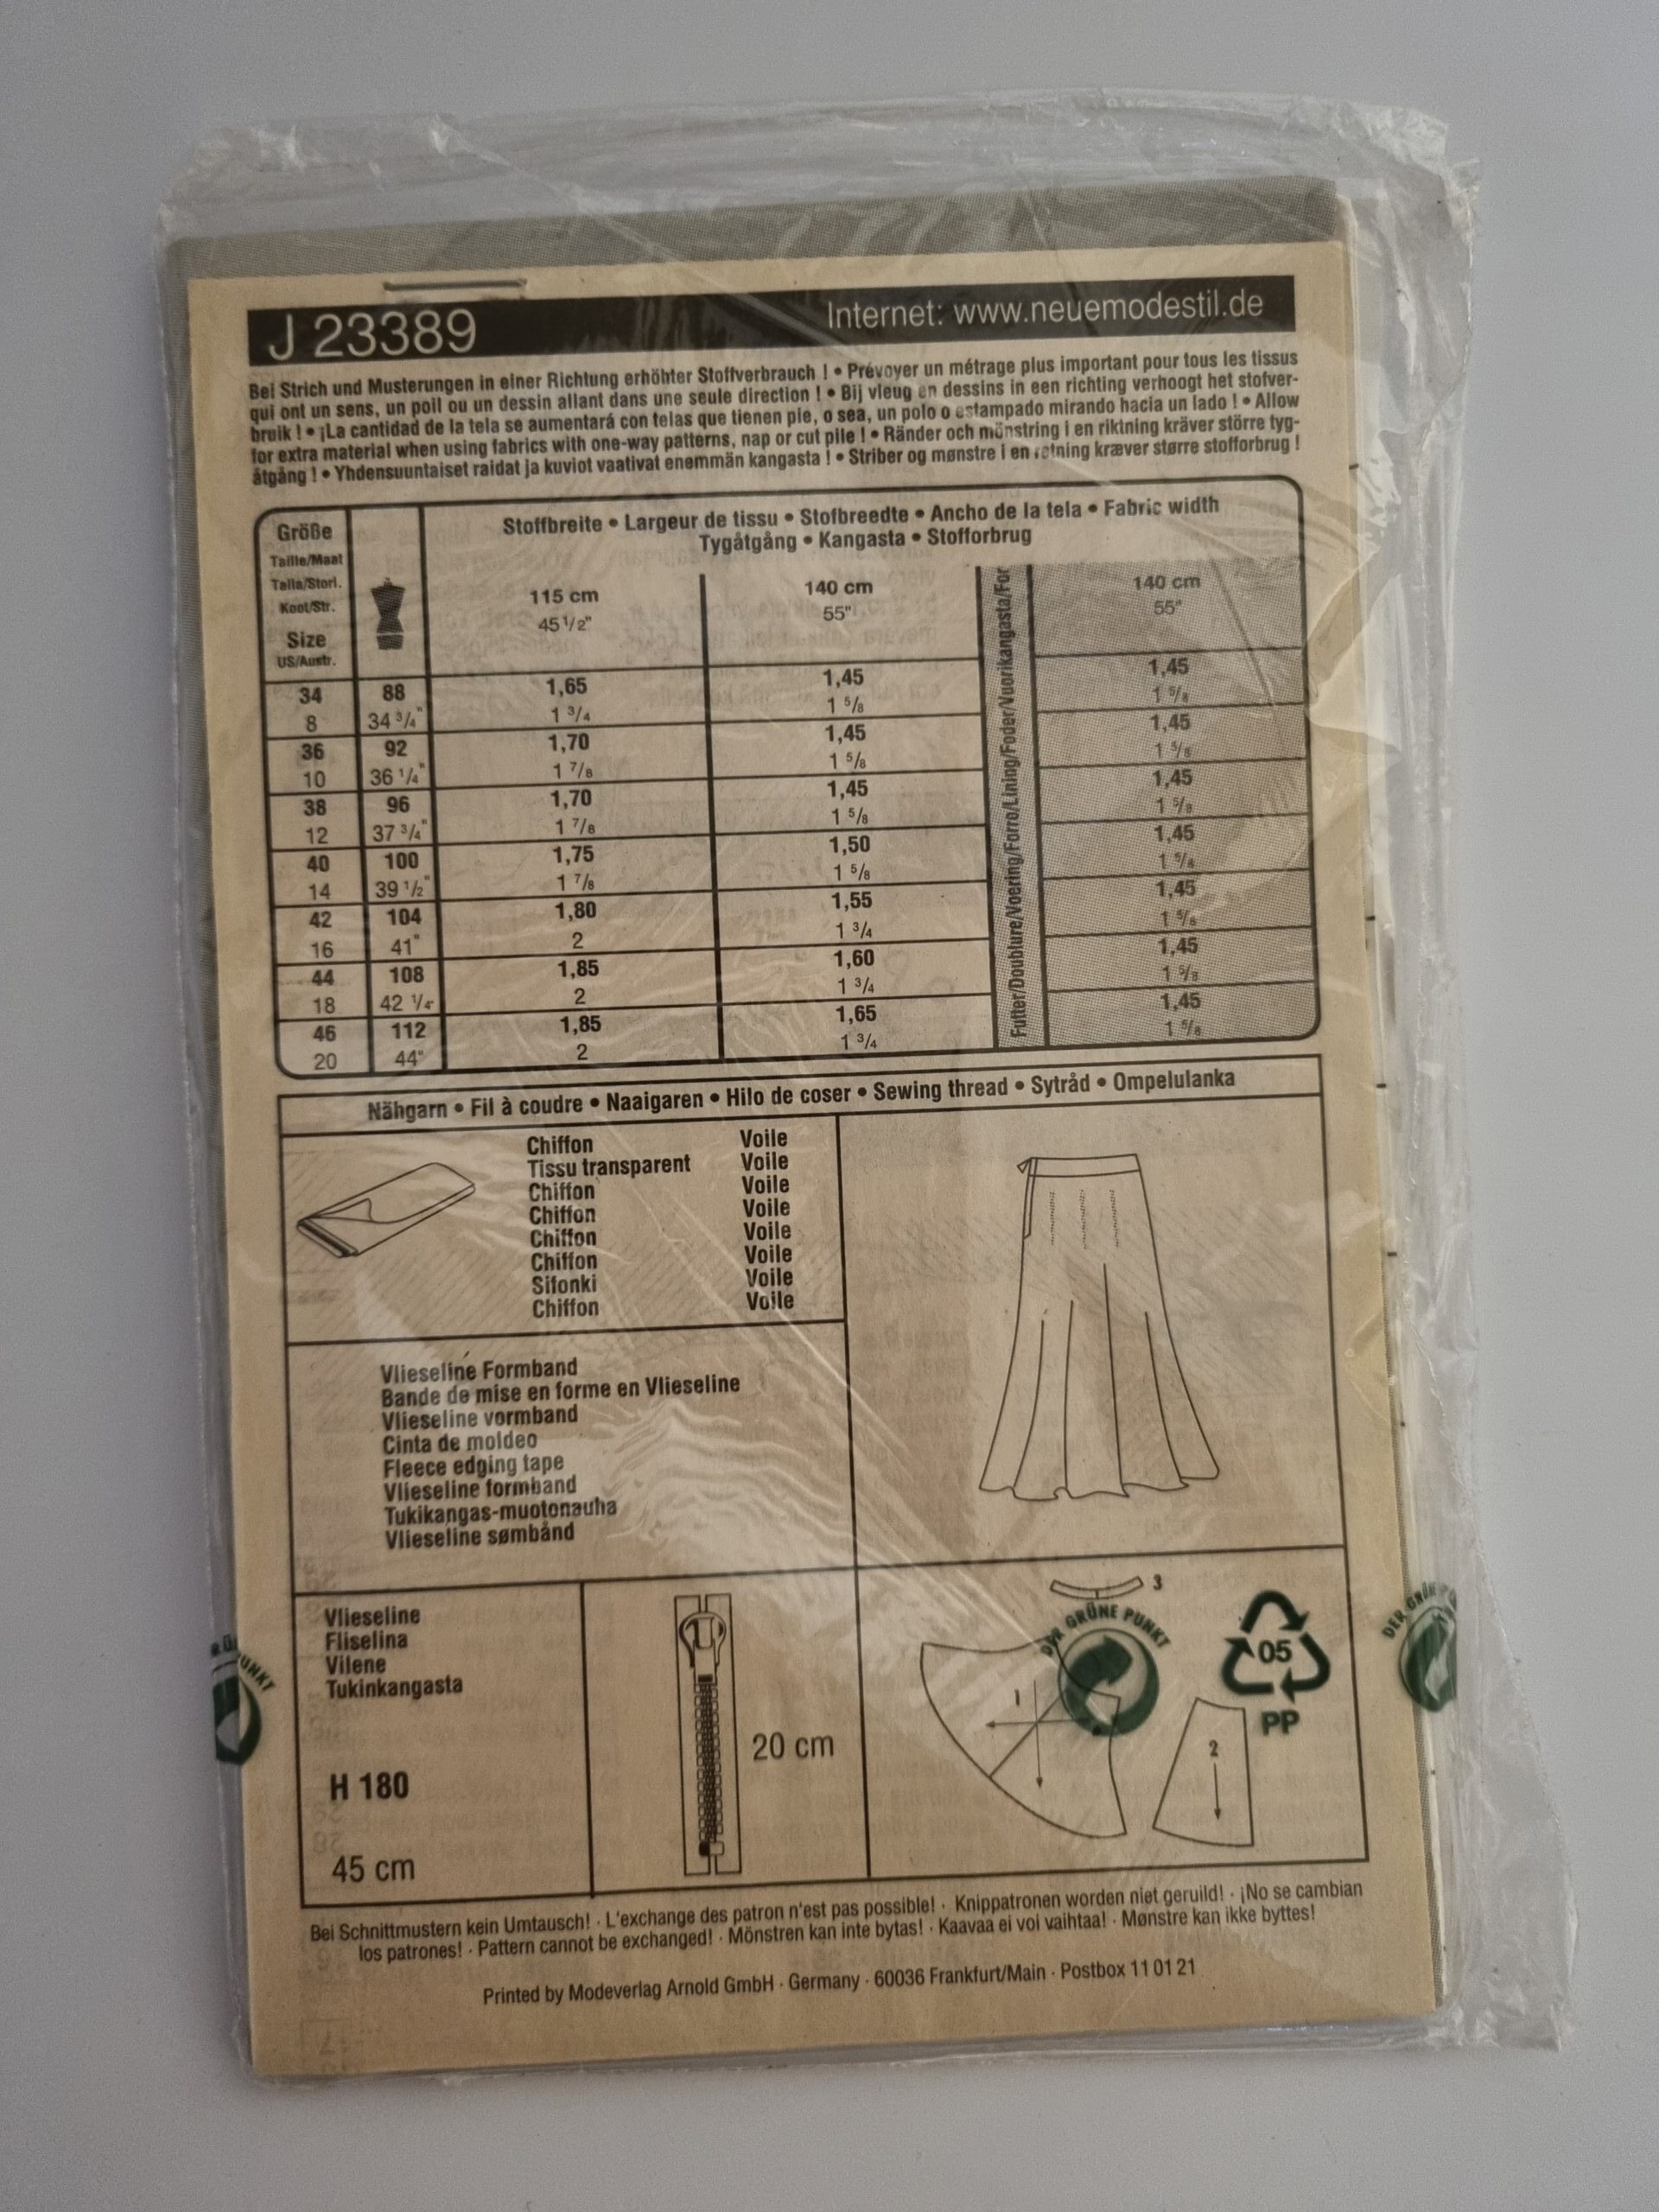 J 23389 Internet: www.neuemodestil.de
Bei Strich und Musterungen in einer Richtung erhöhter Stoffverbrauch ! • Prévoyer un métrage plus important pour tous les tissus
qui ont un sens, un poil ou un dessin allant dans une seule direction ! • Bij vleug en dessins in een richting verhoogt het stofver-
bruik ! • ¡La cantidad de la tela se aumentará con telas que tienen pie, o sea, un polo o estampado mirando hacia un lado ! • Allow
for extra material when using fabrics with one-way patterns, nap or cut pile ! • Ränder och mönstring i en riktning kräver större tyg-
åtgång ! • Yhdensuuntaiset raidat ja kuviot vaativat enemmän kangasta ! • Striber og mønstre i en retning kræver større stofforbrug !
Größe
Taille/Maat
Talla/Storl.
Koot/Str.
Size
US/Austr.
Stoffbreite • Largeur de tissu • Stofbreedte • Ancho de la tela • Fabric width
Tygåtgång • Kangasta • Stofforbrug
115 cm 140 cm 140 cm
45 1/2" 55" 55"
Futter/Doublure/Voering/Forro/Lining/Foder/Vuorikangasta/For
34 88 1,65 1,45 1,45
8 34 3/4" 1 3/4 1 5/8 1 5/8
36 92 1,70 1,45 1,45
10 36 1/4" 1 7/8 1 5/8 1 5/8
38 96 1,70 1,45 1,45
12 37 3/4" 1 7/8 1 5/8 1 5/8
40 100 1,75 1,50 1,45
14 39 1/2" 1 7/8 1 5/8
42 104 1,80 1,55 1,45
16 41" 2 1 3/4 1 5/8
44 108 1,85 1,60 1,45
18 42 1/4" 2 1 3/4 1 5/8
46 112 1,85 1,65 1,45
20 44" 2 1 3/4 1 5/8
Nähgarn • Fil à coudre • Naaigaren • Hilo de coser • Sewing thread • Sytråd • Ompelulanka
Chiffon Voile
Tissu transparent Voile
Chiffon Voile
Chiffon Voile
Chiffon Voile
Chiffon Voile
Sifonki Voile
Chiffon Voile
Vlieseline Formband
Bande de mise en forme en Vlieseline
Vlieseline vormband
Cinta de moldeo
Fleece edging tape
Vlieseline formband
Tukikangas-muotonauha
Vlieseline sømbånd
Vlieseline
Fliselina
Vilene
Tukinkangasta
H 180
45 cm
20 cm
3
1
2
DER GRÜNE PUNKT
05
PP
DER GRÜN
RÜ
PUNKT
Bei Schnittmustern kein Umtausch! · L'exchange des patron n'est pas possible! · Knippatronen worden niet geruild! · ¡No se cambian
los patrones! · Pattern cannot be exchanged! · Mönstren kan inte bytas! · Kaavaa ei voi vaihtaa! · Mønstre kan ikke byttes!
Printed by Modeverlag Arnold GmbH · Germany · 60036 Frankfurt/Main · Postbox 11 01 21